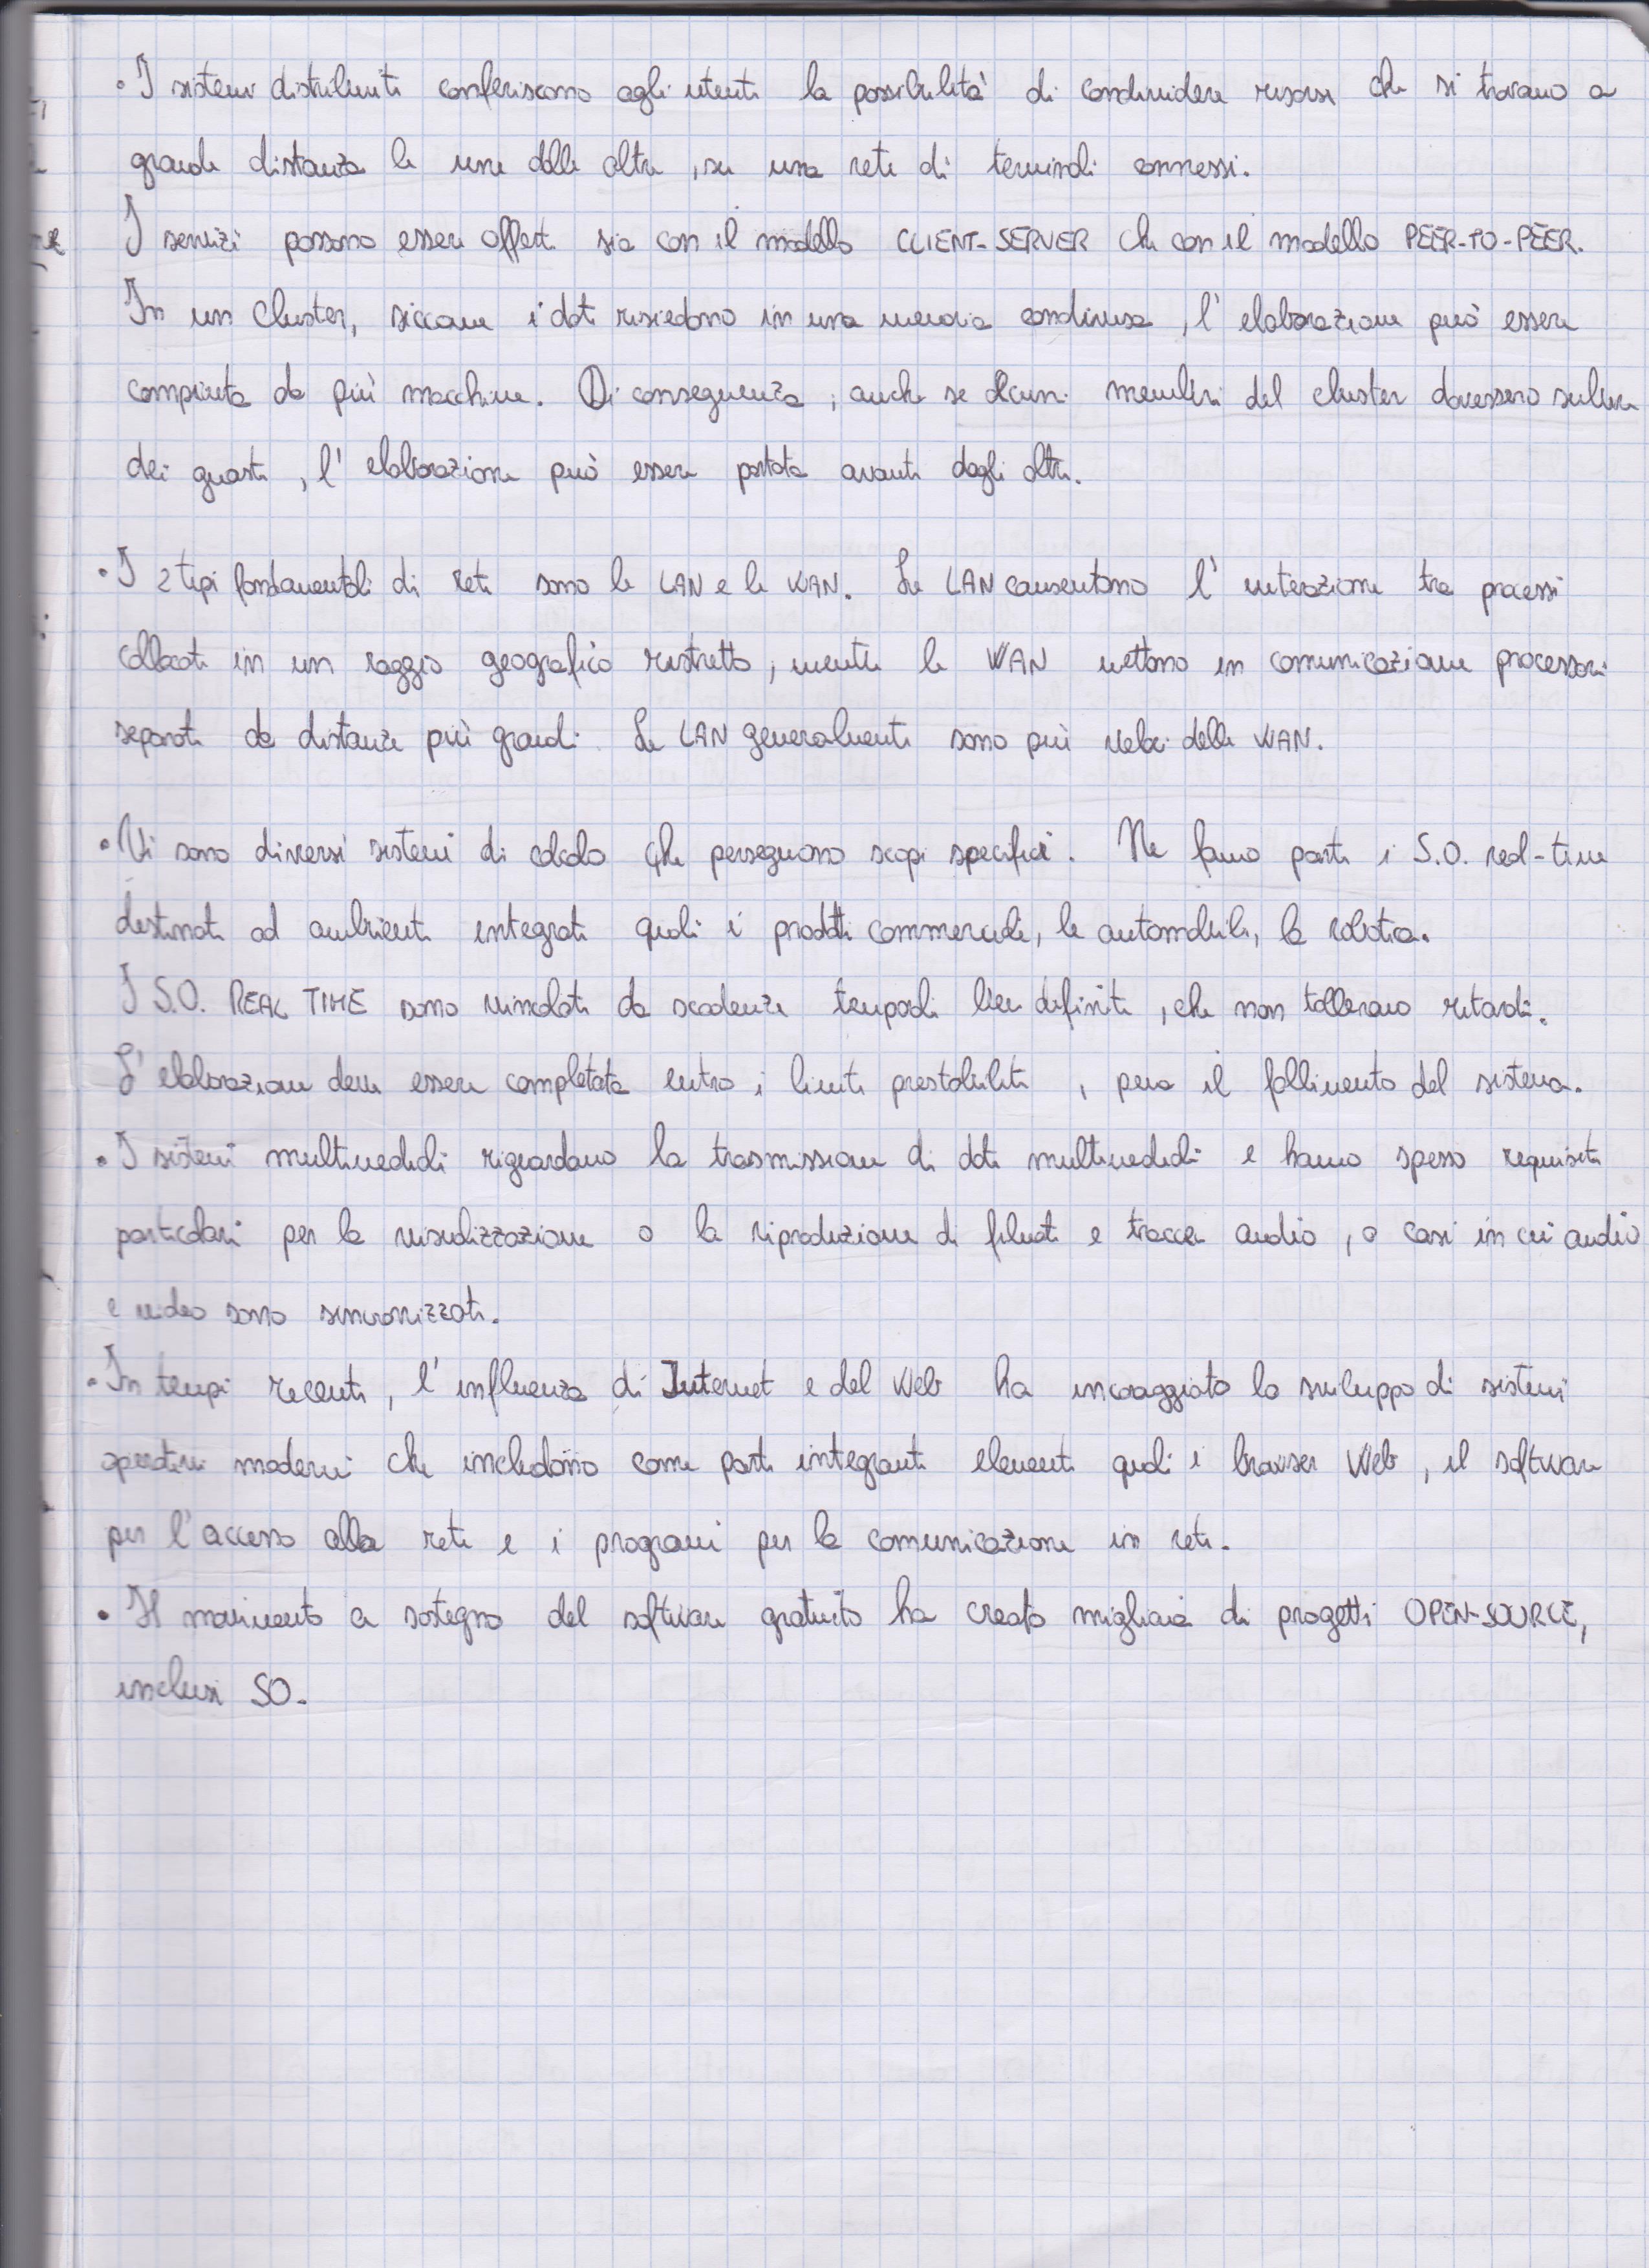 • I sistemi distribuiti conferiscono agli utenti la possibilità di condividere risorse che si trovano a
grande distanza le une dalle altre, su una rete di terminali connessi.
I servizi possono essere offerti sia con il modello CLIENT-SERVER che con il modello PEER-TO-PEER.
In un Cluster, siccome i dati risiedono in una memoria condivisa, l'elaborazione può essere
compiuta da più macchine. Di conseguenza, anche se alcuni membri del cluster dovessero subire
dei guasti, l'elaborazione può essere portata avanti dagli altri.
• I 2 tipi fondamentali di reti sono le LAN e le WAN. Le LAN consentono l'interazione tra processi
collocati in un raggio geografico ristretto, mentre le WAN mettono in comunicazione processori
separati da distanze più grandi. Le LAN generalmente sono più veloci delle WAN.
• Vi sono diversi sistemi di calcolo che perseguono scopi specifici. Ne fanno parte i S.O. real-time
destinati ad ambienti integrati quali i prodotti commerciali, le automobili, la robotica.
I S.O. REAL TIME sono vincolati da scadenze temporali ben definite, che non tollerano ritardi.
L'elaborazione deve essere completata entro i limiti prestabiliti, pena il fallimento del sistema.
• I sistemi multimediali riguardano la trasmissione di dati multimediali e hanno spesso requisiti
particolari per la visualizzazione o la riproduzione di filmati e tracce audio, o casi in cui audio
e video sono sincronizzati.
• In tempi recenti, l'influenza di Internet e del Web ha incoraggiato lo sviluppo di sistemi
operativi moderni che includono come parti integranti elementi quali i browser Web, il software
per l'accesso alla rete e i programi per la comunicazione in rete.
• Il movimento a sostegno del software gratuito ha creato migliaia di progetti OPEN-SOURCE,
inclusi SO.